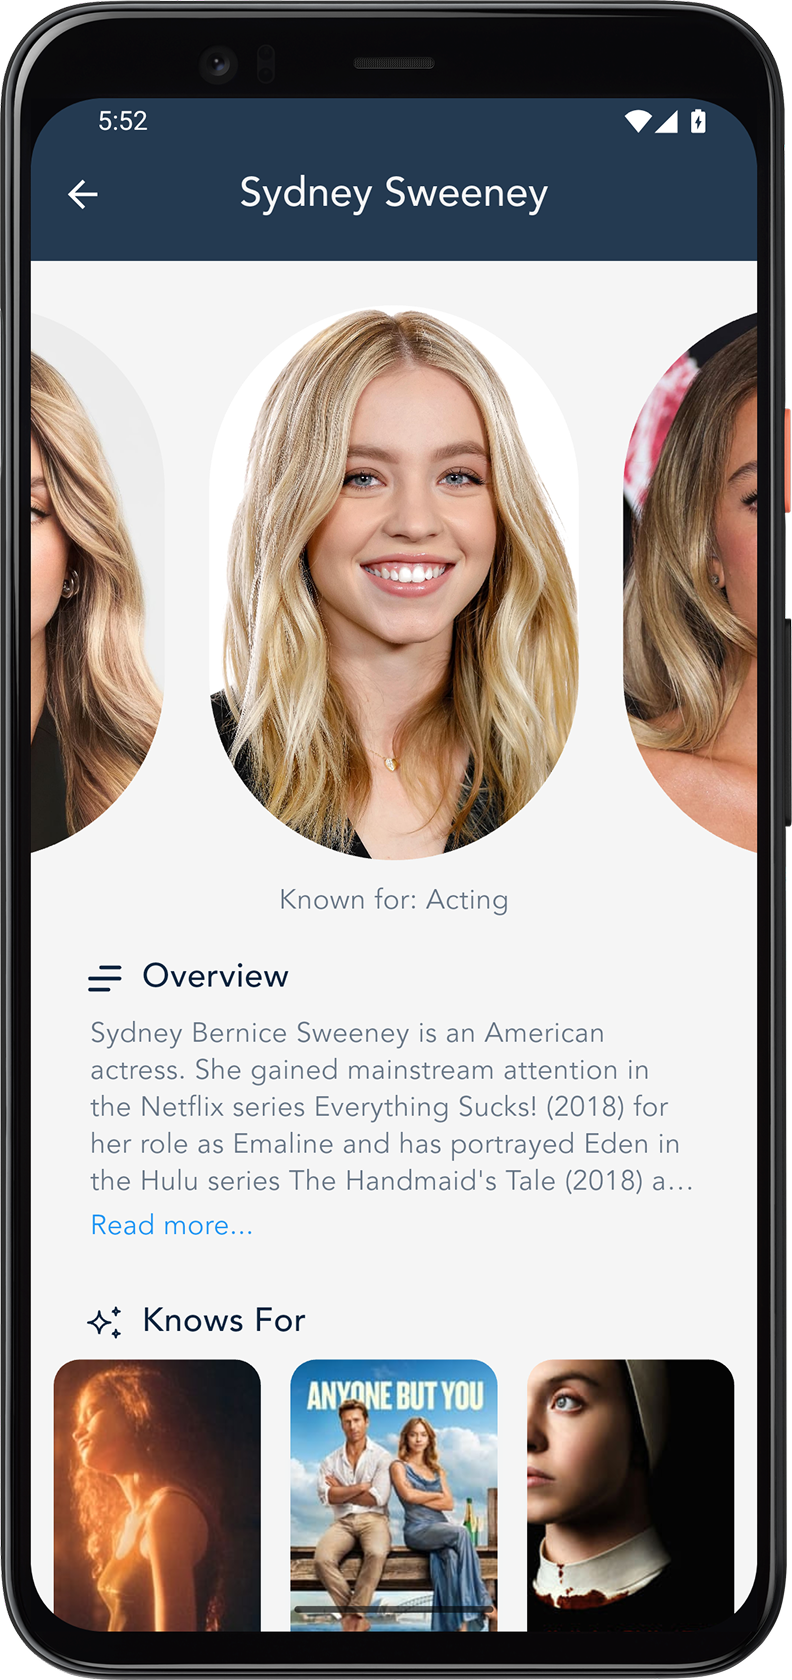 5:52
Sydney Sweeney
Known for: Acting
Overview
Sydney Bernice Sweeney is an American
actress. She gained mainstream attention in
the Netflix series Everything Sucks! (2018) for
her role as Emaline and has portrayed Eden in
the Hulu series The Handmaid's Tale (2018) a...
Read more...
Knows For
ANYONE BUT YOU